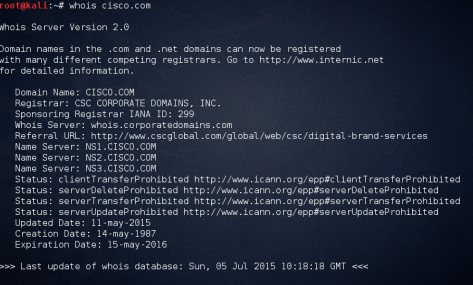 root@kali:~# whois cisco.com
Whois Server Version 2.0
Domain names in the .com and .net domains can now be registered
with many different competing registrars. Go to http://www.internic.net
for detailed information.
Domain Name: CISCO.COM
Registrar: CSC CORPORATE DOMAINS, INC.
Sponsoring Registrar IANA ID: 299
Whois Server: whois.corporatedomains.com
Referral URL: http://www.cscglobal.com/global/web/csc/digital-brand-services
Name Server: NS1.CISCO.COM
Name Server: NS2.CISCO.COM
Name Server: NS3.CISCO.COM
Status: clientTransferProhibited http://www.icann.org/epp#clientTransferProhibited
Status: serverDeleteProhibited http://www.icann.org/epp#serverDeleteProhibited
Status: serverTransferProhibited http://www.icann.org/epp#serverTransferProhibited
Status: serverUpdateProhibited http://www.icann.org/epp#serverUpdateProhibited
Updated Date: 11-may-2015
Creation Date: 14-may-1987
Expiration Date: 15-may-2016
>>> Last update of whois database: Sun, 05 Jul 2015 10:18:18 GMT <<<